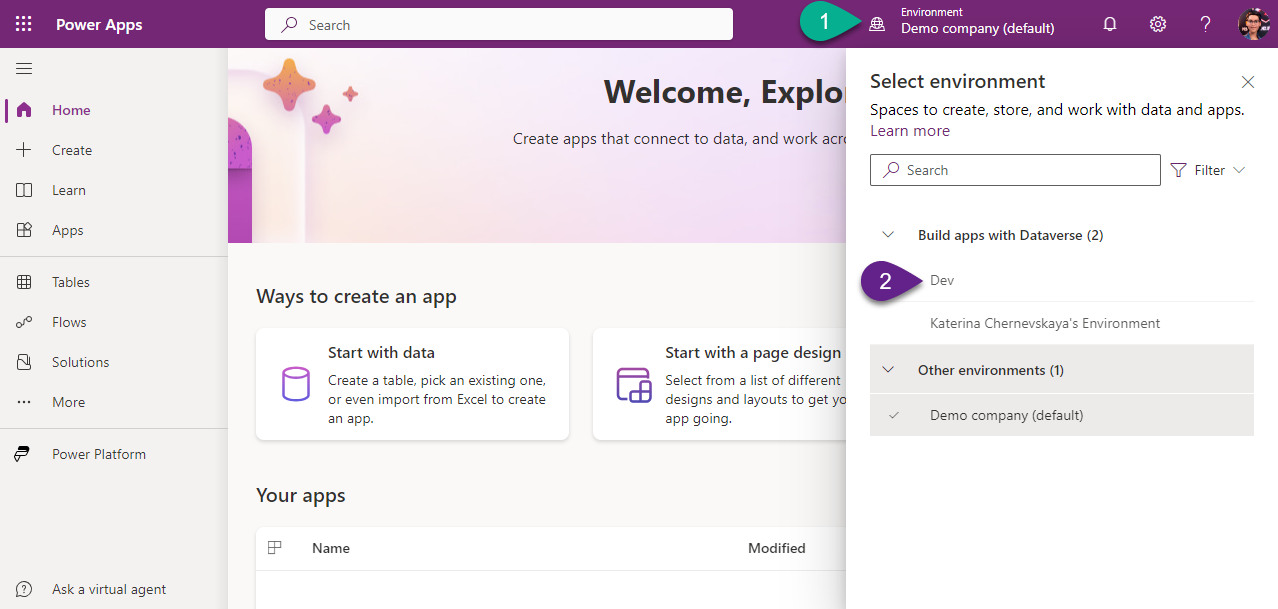 Power Apps
Search
1
Environment
Demo company (default)
?
Home
Create
Learn
Apps
Tables
Flows
Solutions
More
Power Platform
Ask a virtual agent
Welcome, Explo
Create apps that connect to data, and work acro
Ways to create an app
Start with data
Create a table, pick an existing one,
or even import from Excel to create
an app.
Start with a page design
Select from a list of different
designs and layouts to get yo
app going.
Your apps
Name
Modified
Select environment
Spaces to create, store, and work with data and apps.
Learn more
Search
Filter
Build apps with Dataverse (2)
2
Dev
Katerina Chernevskaya's Environment
Other environments (1)
Demo company (default)